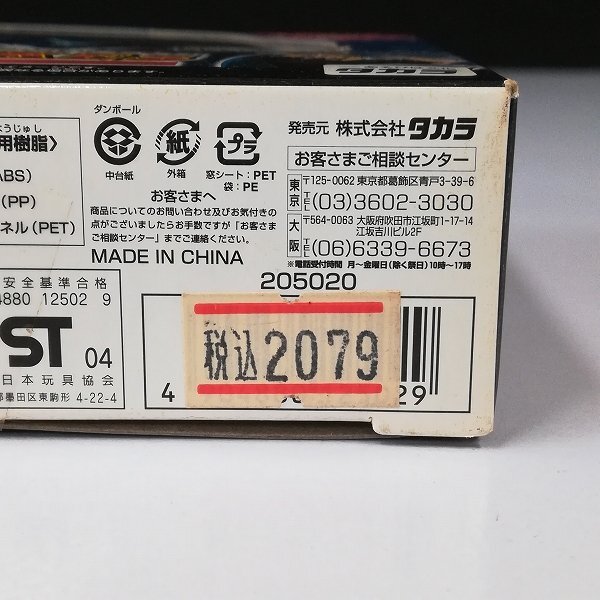 ようじゅし
用樹脂〉
ABS)
(PP)
ネル(PET)
ダンボール
中台紙
紙
外箱
プラ
窓シート:PET
袋:PE
お客さまへ
商品についてのお問い合わせ及びお気付きの
点がございましたらお手数ですが「お客さま
ご相談センター」までご連絡ください。
MADE IN CHINA
発売元 株式会社 タカラ
お客さまご相談センター
東京
〒125-0062 東京都葛飾区青戸3-39-6
TEL (03)3602-3030
大阪
〒564-0063 大阪府吹田市江坂町1-17-14
江坂吉川ビル2F
TEL (06)6339-6673
※電話受付時間 月〜金曜日(除く祭日)10時〜17時
205020
安全基準合格
4880 12502 9
ST 04
日本玩具協会
都墨田区東駒形 4-22-4
税込2079
4
29